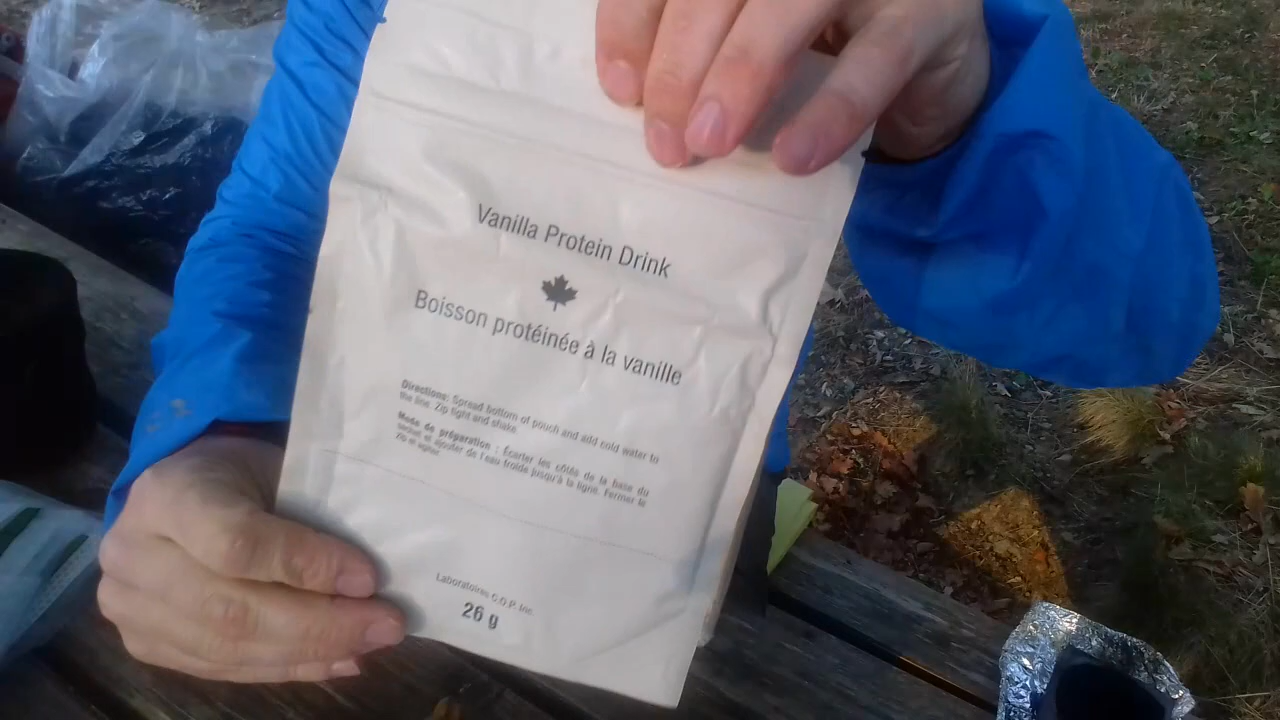 Vanilla Protein Drink
Boisson protéinée à la vanille
Directions: Spread bottom of pouch and add cold water to
the line. Zip tight and shake.
Mode de préparation : Écarter les côtés de la base du
sachet et ajouter de l'eau froide jusqu'à la ligne. Fermer le
zip et agiter.
Laboratoires C.O.P. Inc.
26 g